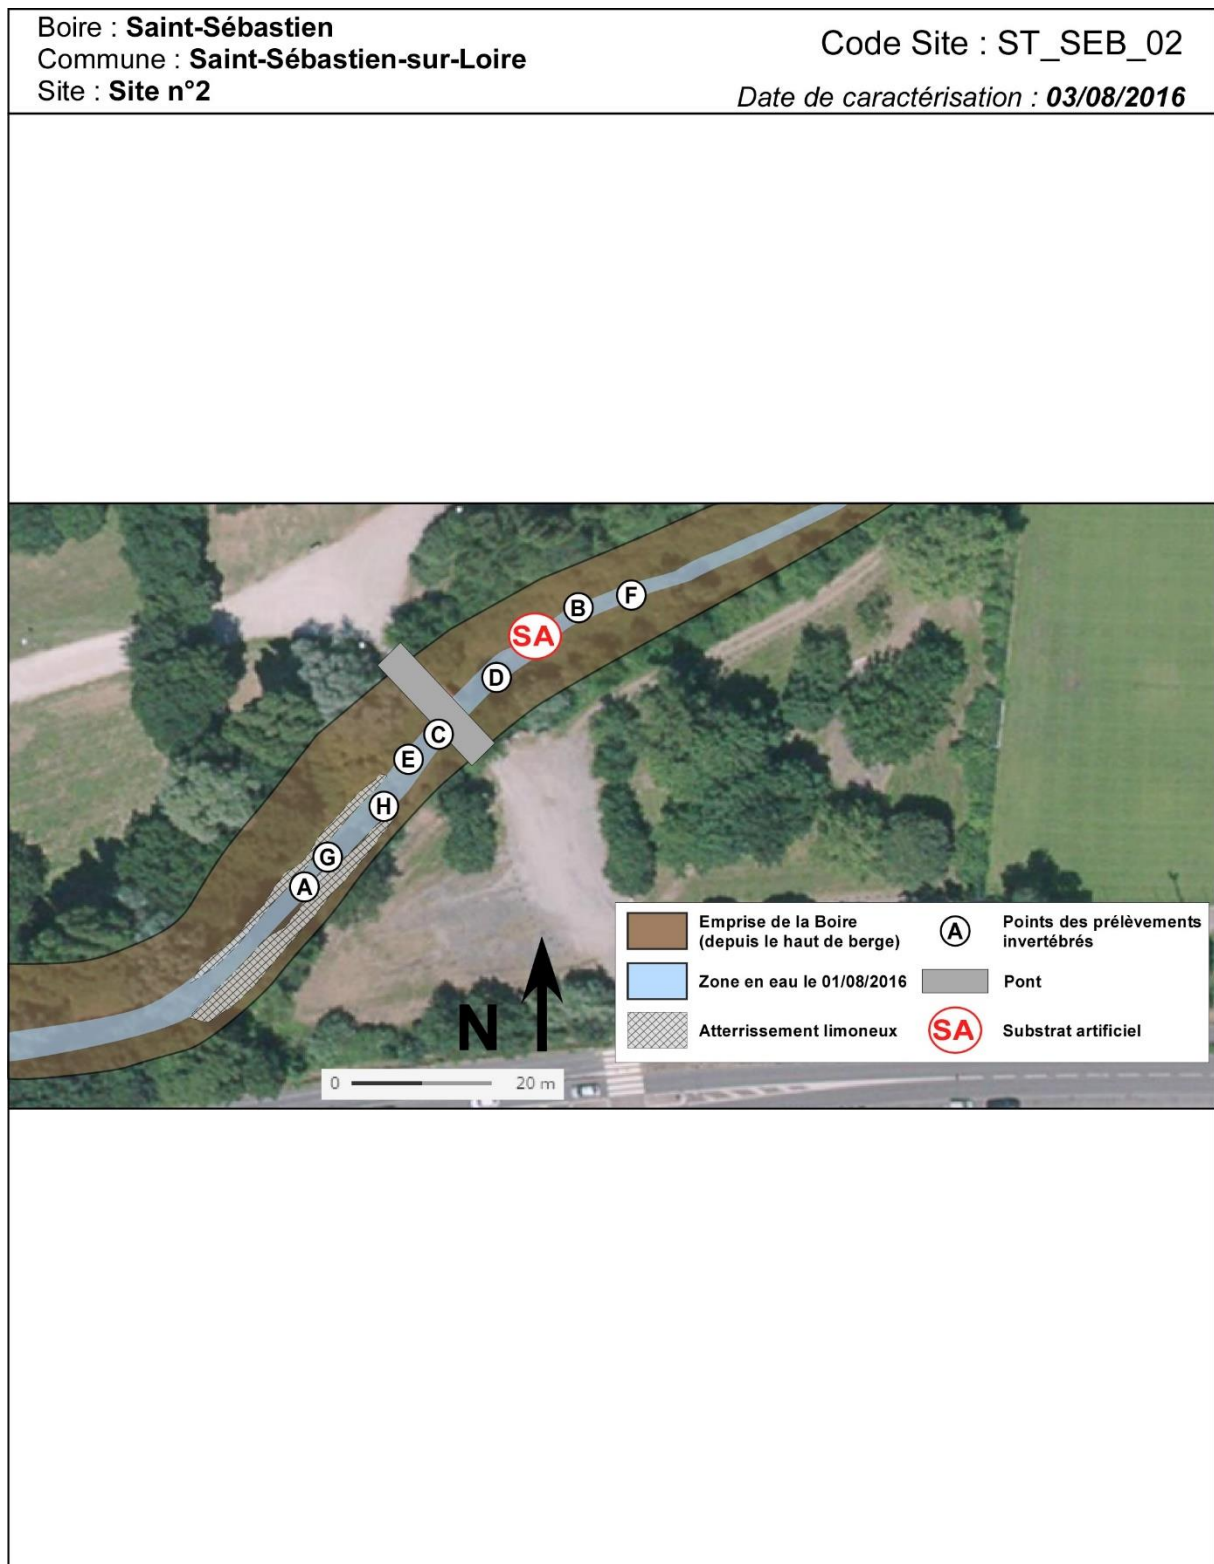 Boire : Saint-Sébastien
Commune : Saint-Sébastien-sur-Loire
Site : Site n°2
Code Site : ST_SEB_02
Date de caractérisation : 03/08/2016
B
F
SA
D
C
E
H
G
A
Emprise de la Boire
(depuis le haut de berge)
A
Points des prélèvements
invertébrés
Zone en eau le 01/08/2016
Pont
Atterrissement limoneux
SA
Substrat artificiel
N
0 20 m